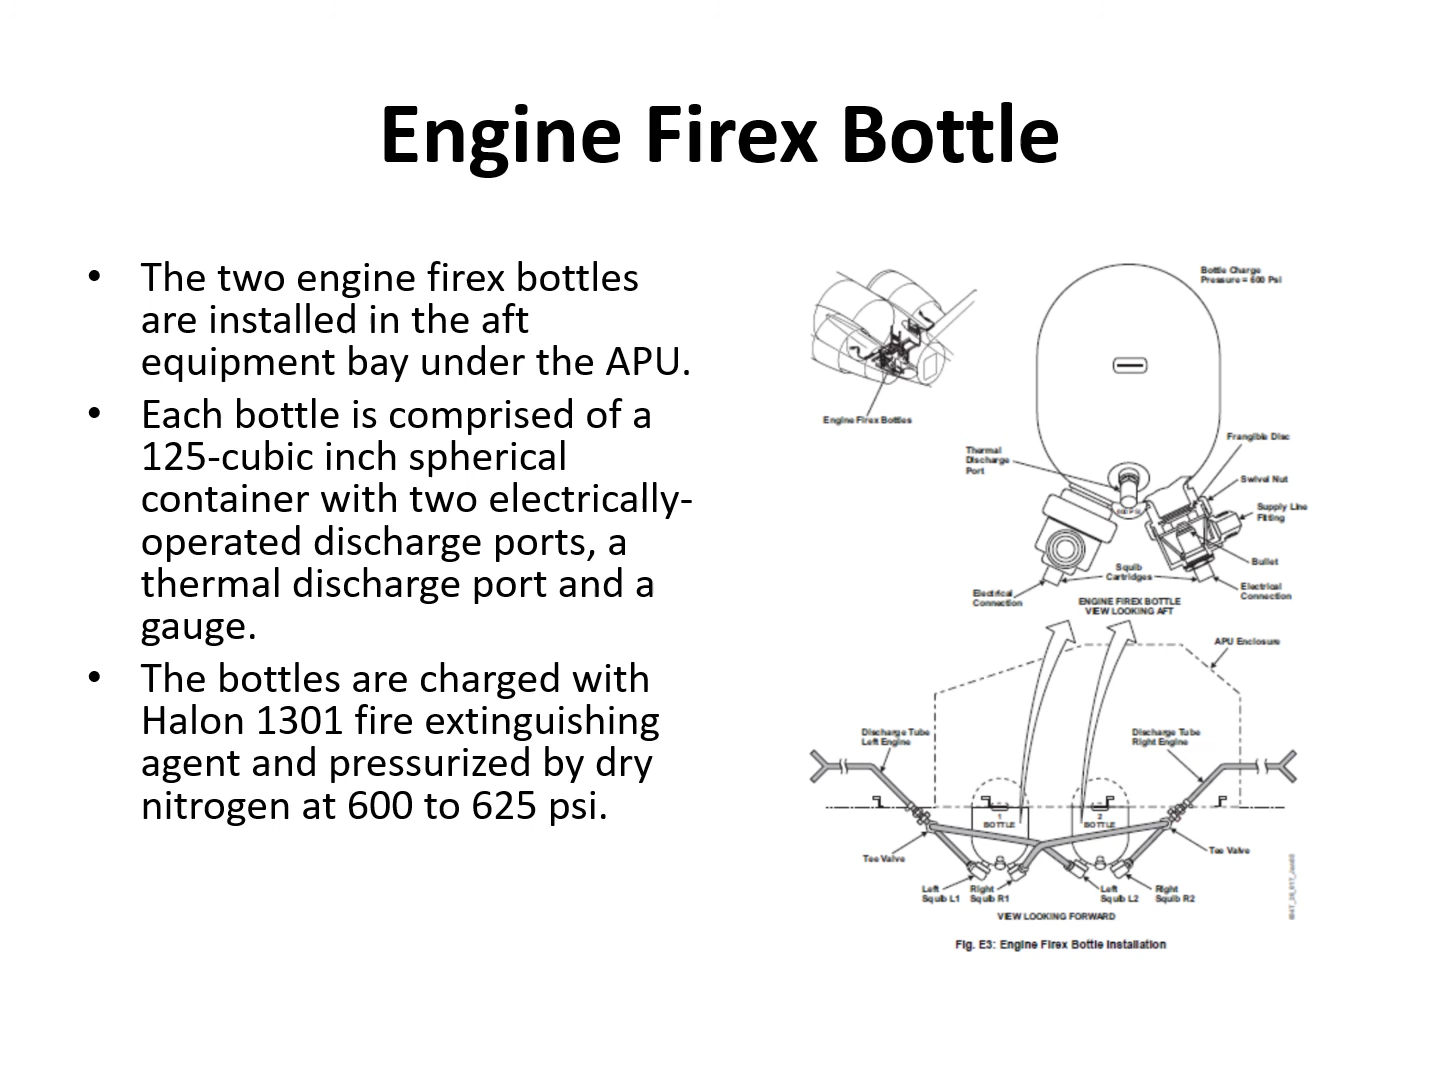 Engine Firex Bottle
• The two engine firex bottles
are installed in the aft
equipment bay under the APU.
• Each bottle is comprised of a
125-cubic inch spherical
container with two electrically-
operated discharge ports, a
thermal discharge port and a
gauge.
• The bottles are charged with
Halon 1301 fire extinguishing
agent and pressurized by dry
nitrogen at 600 to 625 psi.
Bottle Charge
Pressure = 600 Psi
Engine Firex Bottles
Frangible Disc
Thermal
Discharge
Port
Swivel Nut
Supply Line
Fitting
Bullet
Squib
Cartridges
Electrical
Connection
Electrical
Connection
ENGINE FIREX BOTTLE
VIEW LOOKING AFT
APU Enclosure
Discharge Tube
Left Engine
Discharge Tube
Right Engine
1
BOTTLE
2
BOTTLE
Tee Valve
Tee Valve
Left
Squib L1
Right
Squib R1
Left
Squib L2
Right
Squib R2
VIEW LOOKING FORWARD
Fig. E3: Engine Firex Bottle Installation